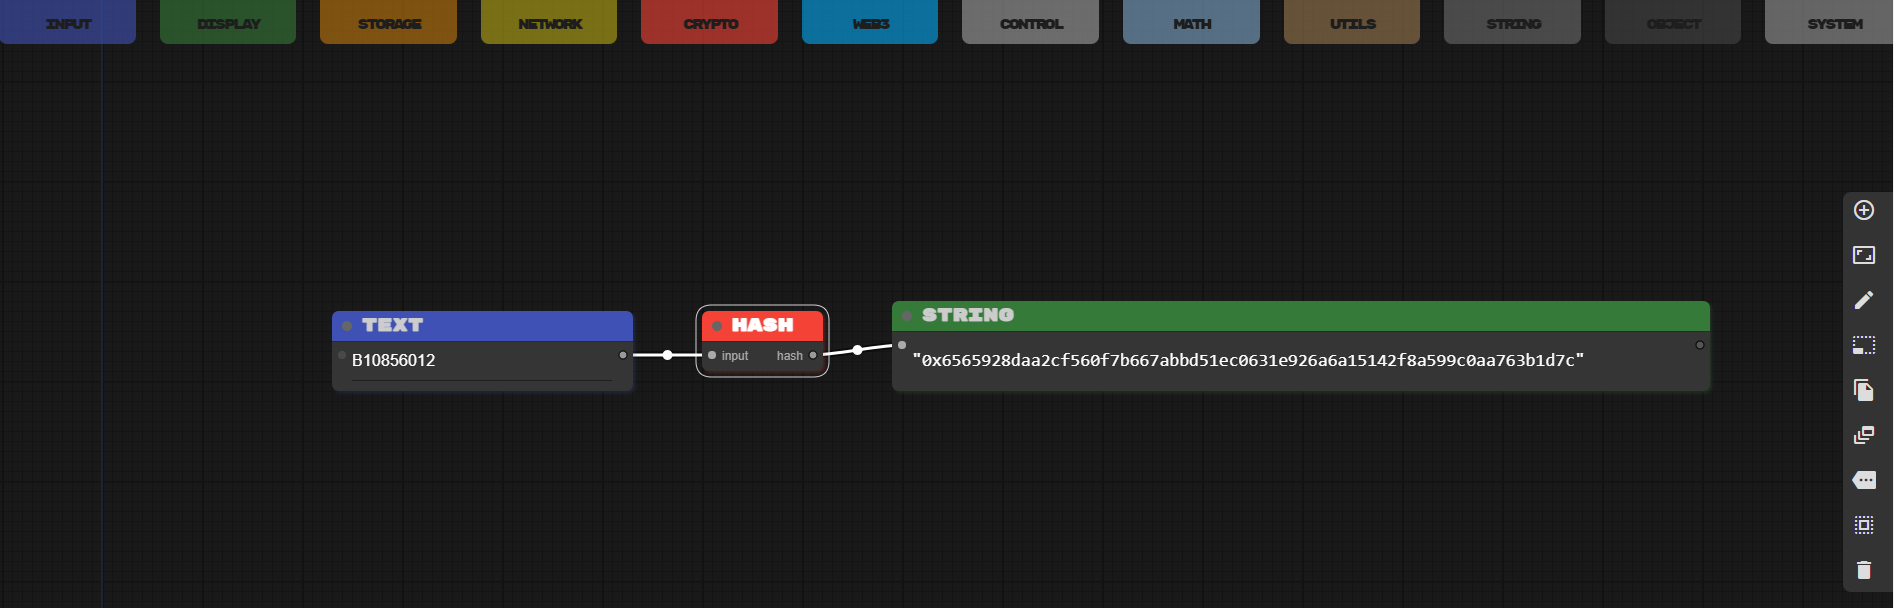 INPUT DISPLAY STORAGE NETWORK CRYPTO WEB3 CONTROL MATH UTILS STRING OBJECT SYSTEM
TEXT
B10856012
HASH
input hash
STRING
"0x6565928daa2cf560f7b667abbd51ec0631e926a6a15142f8a599c0aa763b1d7c"